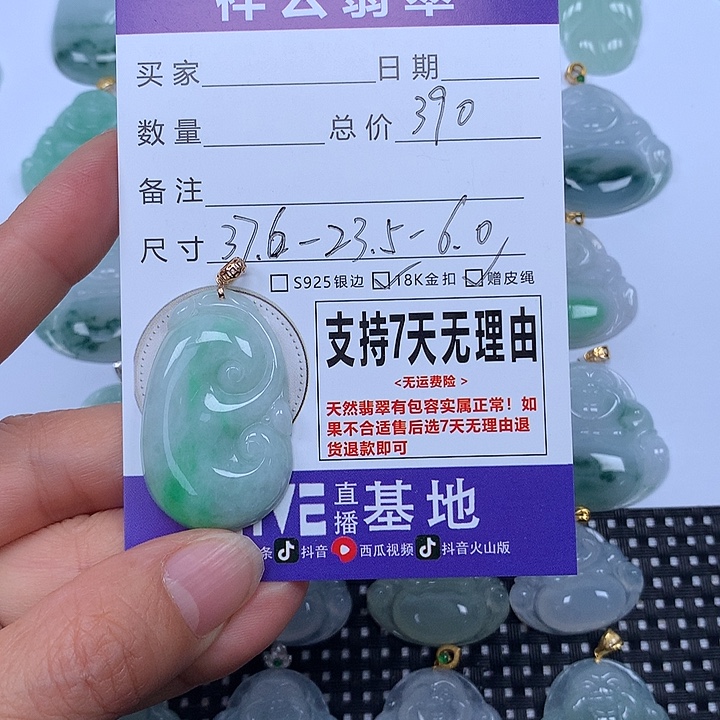 祥云翡翠
买家 日期
数量 总价 390
备注
尺寸 37.6-23.5-6.0
S925银边 18K金扣 赠皮绳
支持7天无理由
<无运费险>
天然翡翠有包容实属正常！如
果不合适售后选7天无理由退
货退款即可
IVE 直播 基地
条 抖音 西瓜视频 抖音火山版